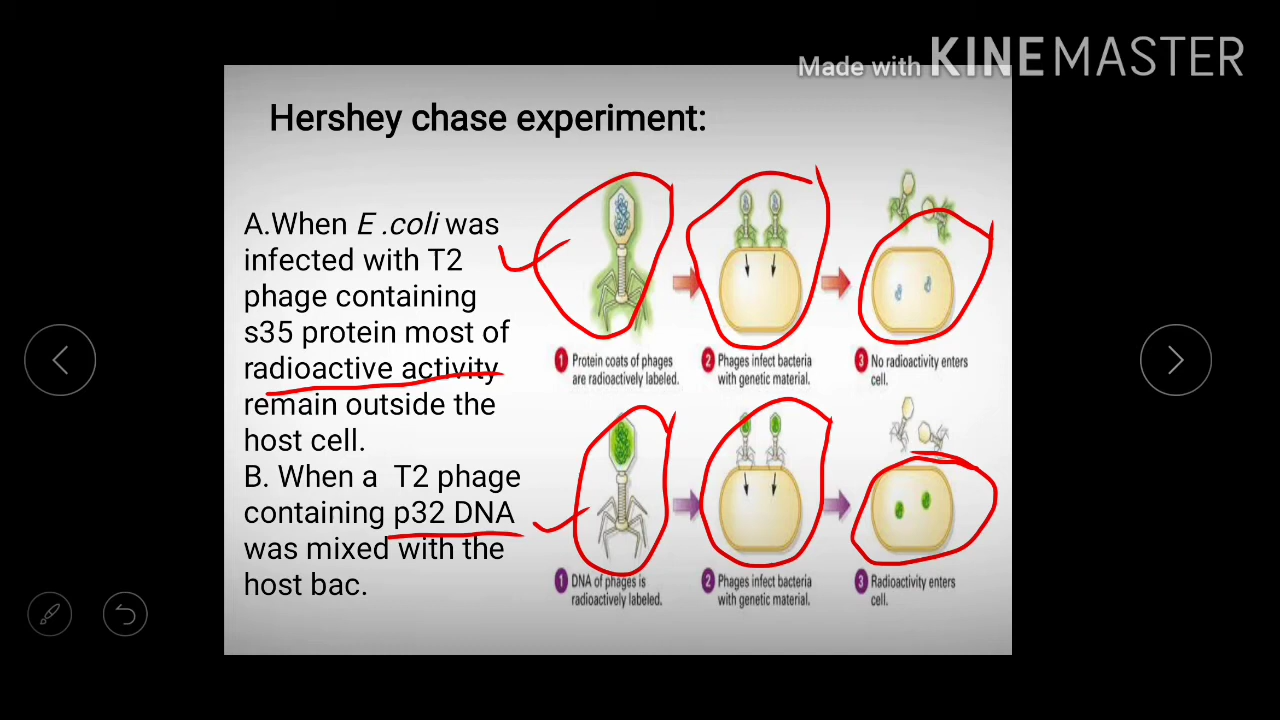 Made with KINEMASTER
Hershey chase experiment:
A.When E .coli was
infected with T2
phage containing
s35 protein most of
radioactive activity
remain outside the
host cell.
B. When a T2 phage
containing p32 DNA
was mixed with the
host bac.
1 Protein coats of phages
are radioactively labeled.
2 Phages infect bacteria
with genetic material.
3 No radioactivity enters
cell.
1 DNA of phages is
radioactively labeled.
2 Phages infect bacteria
with genetic material.
3 Radioactivity enters
cell.